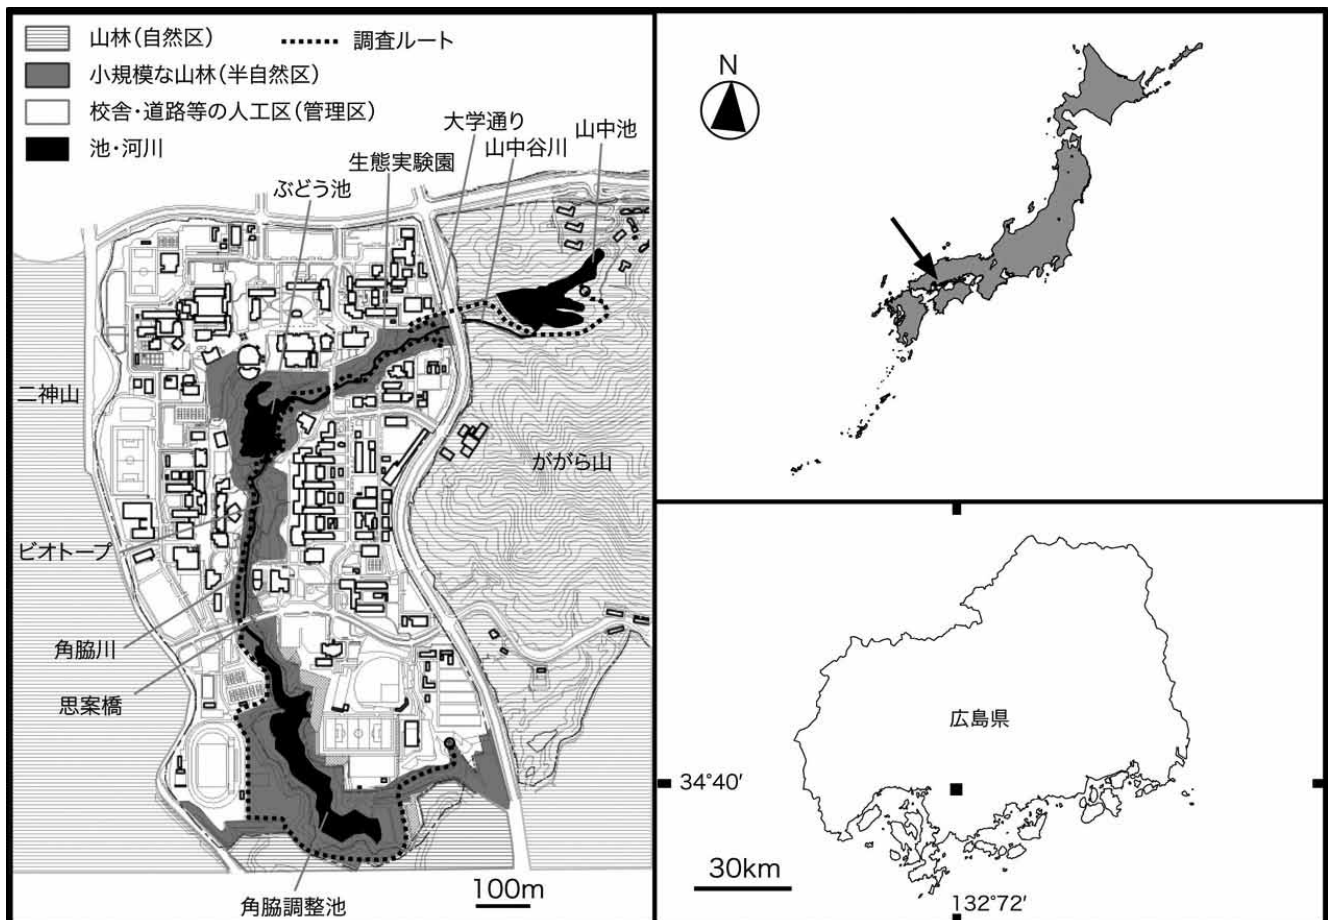 山林(自然区)
調査ルート
小規模な山林(半自然区)
校舎・道路等の人工区(管理区)
池・河川
大学通り
山中池
山中谷川
生態実験園
ぶどう池
二神山
ががら山
ビオトープ
角脇川
思案橋
角脇調整池
100m
N
広島県
34°40′
30km
132°72′